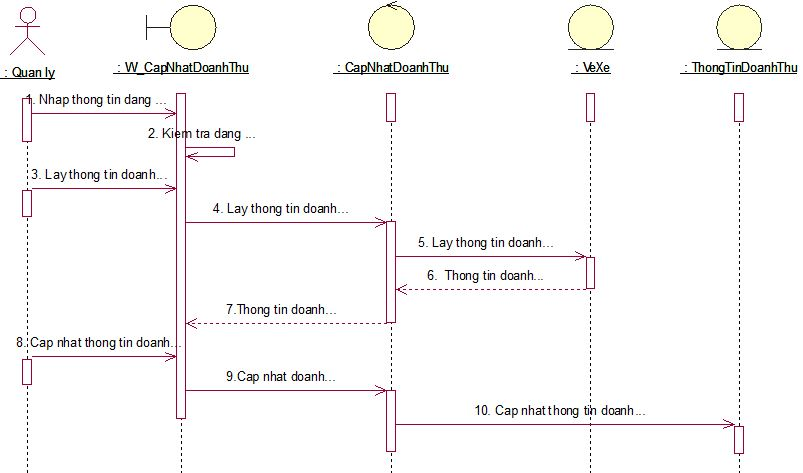 : Quan ly
: W_CapNhatDoanhThu
: CapNhatDoanhThu
: VeXe
: ThongTinDoanhThu
1. Nhap thong tin dang ...
2. Kiem tra dang ...
3. Lay thong tin doanh...
4. Lay thong tin doanh...
5. Lay thong tin doanh...
6. Thong tin doanh...
7.Thong tin doanh...
8. Cap nhat thong tin doanh...
9.Cap nhat doanh...
10. Cap nhat thong tin doanh...